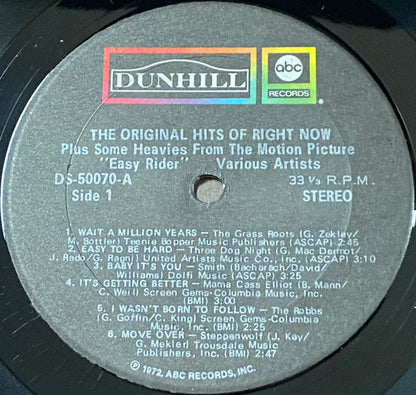 DUNHILL
abc
RECORDS
THE ORIGINAL HITS OF RIGHT NOW
Plus Some Heavies From The Motion Picture
"Easy Rider" Various Artists
DS-50070-A 33 ⅓ R.P.M.
Side 1 STEREO
1. WAIT A MILLION YEARS — The Grass Roots (G. Zekley/
M. Bottler) Teenie Bopper Music Publishers (ASCAP) 2:45
2. EASY TO BE HARD — Three Dog Night (G. Mac Dermot/
J. Rado/G. Ragni) United Artists Music Co., Inc. (ASCAP) 3:10
3. BABY IT'S YOU — Smith (Bacharach/David/
Williams) Dolfi Music (ASCAP) 2:25
4. IT'S GETTING BETTER — Mama Cass Elliot (B. Mann/
C. Weil) Screen Gems-Columbia Music, Inc.
(BMI) 3:00
5. I WASN'T BORN TO FOLLOW — The Robbs
(G. Goffin/C. King) Screen Gems-Columbia
Music, Inc. (BMI) 2:25
6. MOVE OVER — Steppenwolf (J. Kay/
G. Mekler) Trousdale Music
Publishers, Inc. (BMI) 2:47
Ⓟ 1972, ABC RECORDS, INC.